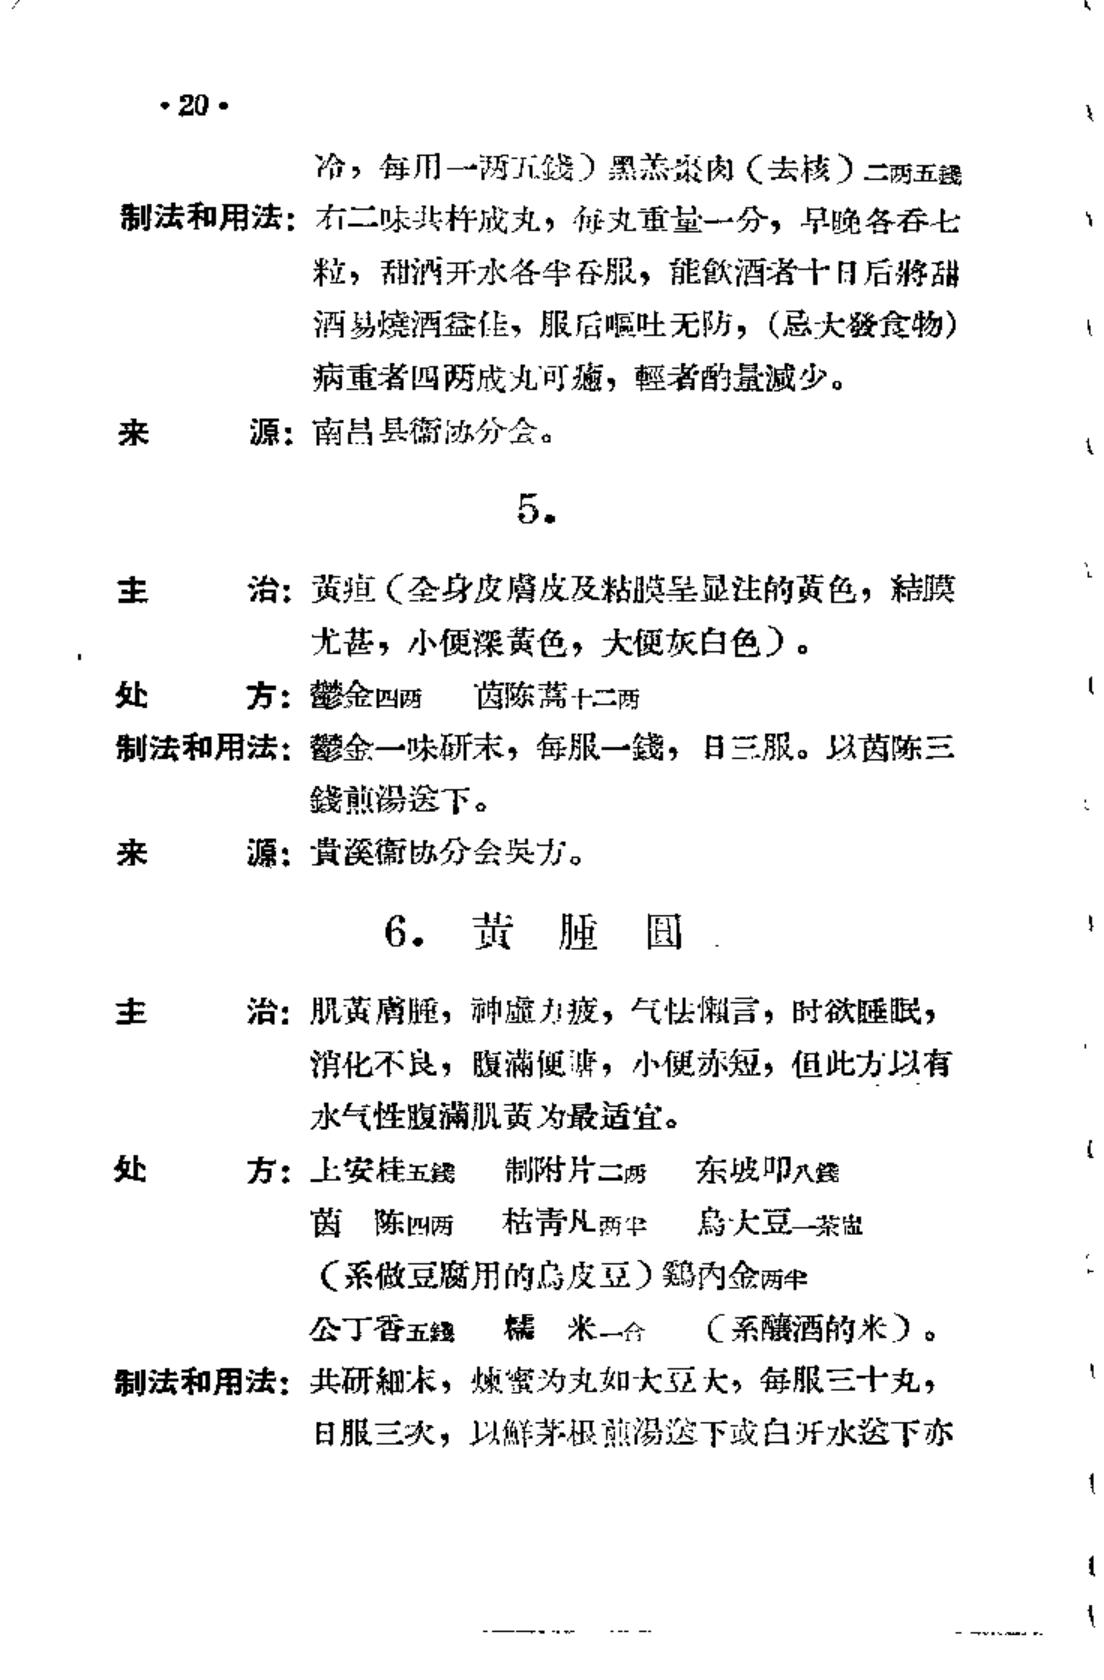 •20•
冷，每用一两五錢）黑羔棗肉（去核）二两五錢
制法和用法：右二味共杵成丸，每丸重量一分，早晚各吞七
粒，甜酒开水各半吞服，能飲酒者十日后將甜
酒易燒酒益佳，服后嘔吐无防，（忌大發食物）
病重者四两成丸可癒，輕者酌量減少。
来　　源：南昌县衞协分会。
5.
主　　治：黃疸（全身皮膚皮及粘膜呈显注的黃色，結膜
尤甚，小便深黃色，大便灰白色）。
处　　方：鬱金四两　茵陈蒿十二两
制法和用法：鬱金一味研末，每服一錢，日三服。以茵陈三
錢煎湯送下。
来　　源：貴溪衞协分会吳方。
6. 黃腫圓
主　　治：肌黃膚腫，神虛力疲，气怯懶言，时欲睡眠，
消化不良，腹滿便溏，小便赤短，但此方以有
水气性腹滿肌黃为最适宜。
处　　方：上安桂五錢　制附片二两　东坡叩八錢
茵　陈四两　枯青凡两半　烏大豆一茶盅
（系做豆腐用的烏皮豆）鷄內金两半
公丁香五錢　糯　米一合　（系釀酒的米）。
制法和用法：共研細末，煉蜜为丸如大豆大，每服三十丸，
日服三次，以鮮茅根煎湯送下或白开水送下亦